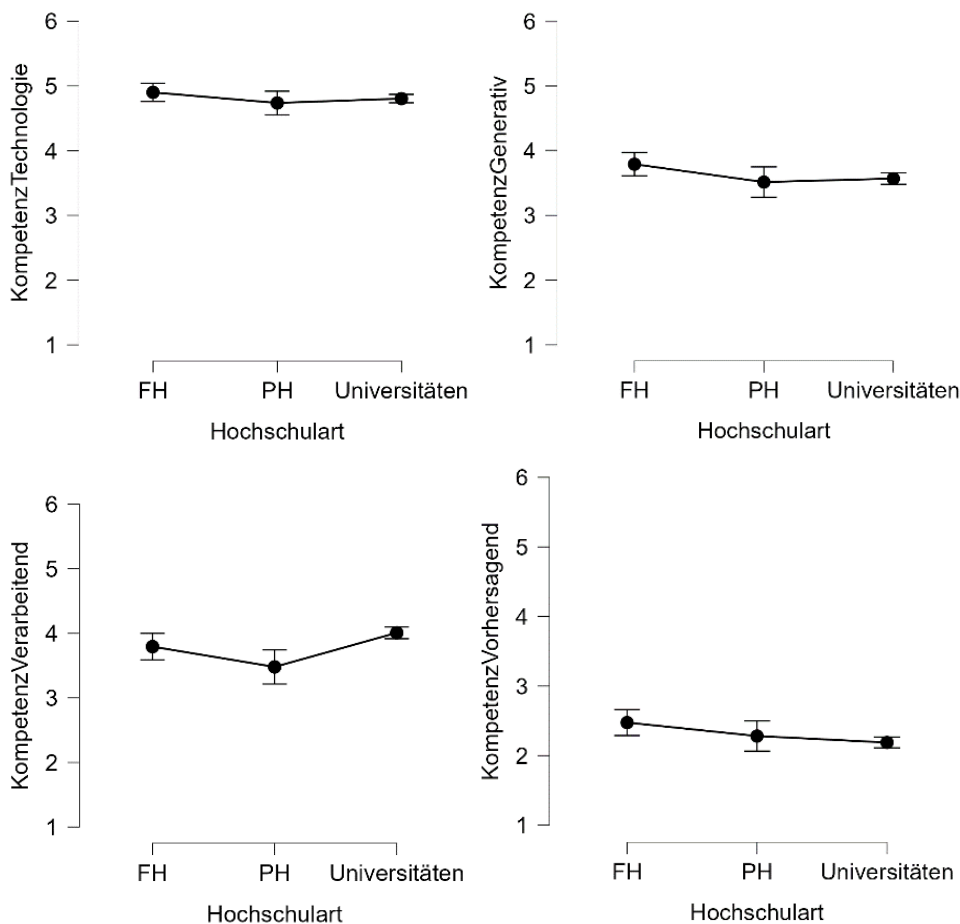 KompetenzTechnologie
6
5
4
3
2
1
FH PH Universitäten
Hochschulart
KompetenzGenerativ
6
5
4
3
2
1
FH PH Universitäten
Hochschulart
KompetenzVerarbeitend
6
5
4
3
2
1
FH PH Universitäten
Hochschulart
KompetenzVorhersagend
6
5
4
3
2
1
FH PH Universitäten
Hochschulart